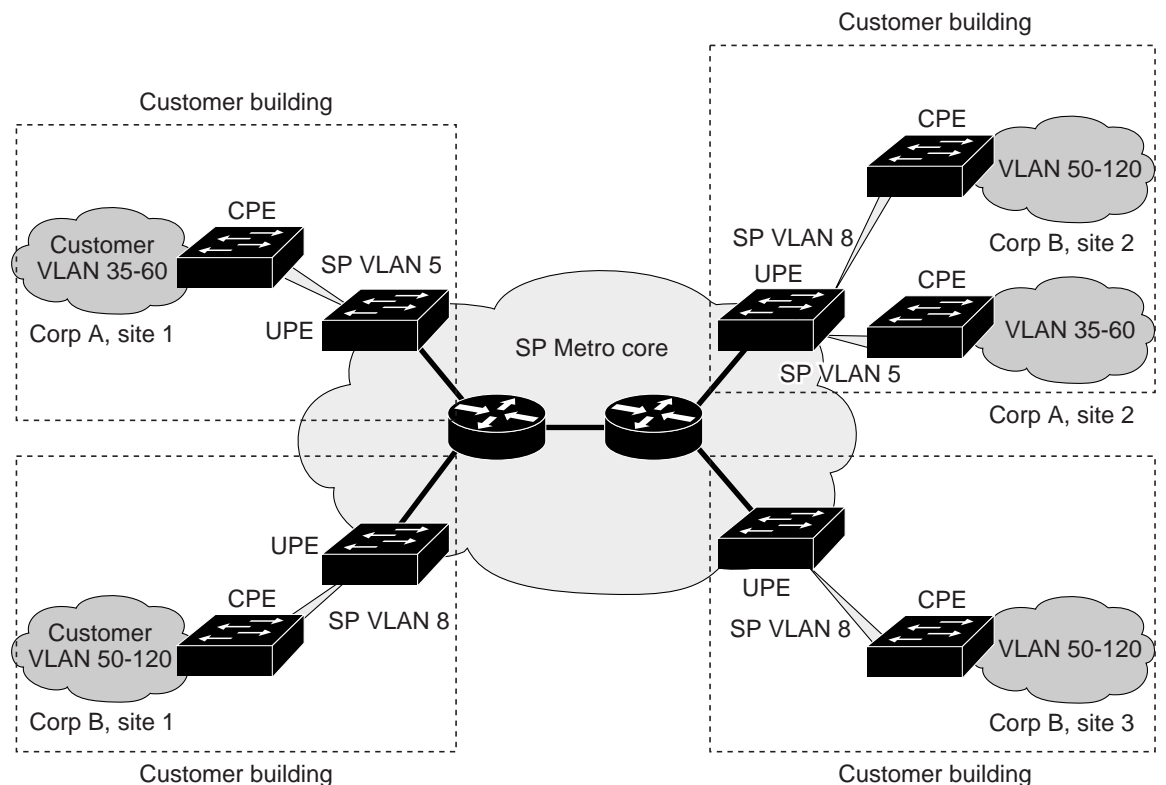 Customer building
Customer building
CPE
Customer
VLAN 35-60
SP VLAN 5
UPE
Corp A, site 1
SP Metro core
CPE
VLAN 50-120
SP VLAN 8
Corp B, site 2
UPE
CPE
VLAN 35-60
SP VLAN 5
Corp A, site 2
UPE
CPE
SP VLAN 8
Customer
VLAN 50-120
Corp B, site 1
Customer building
UPE
SP VLAN 8
CPE
VLAN 50-120
Corp B, site 3
Customer building